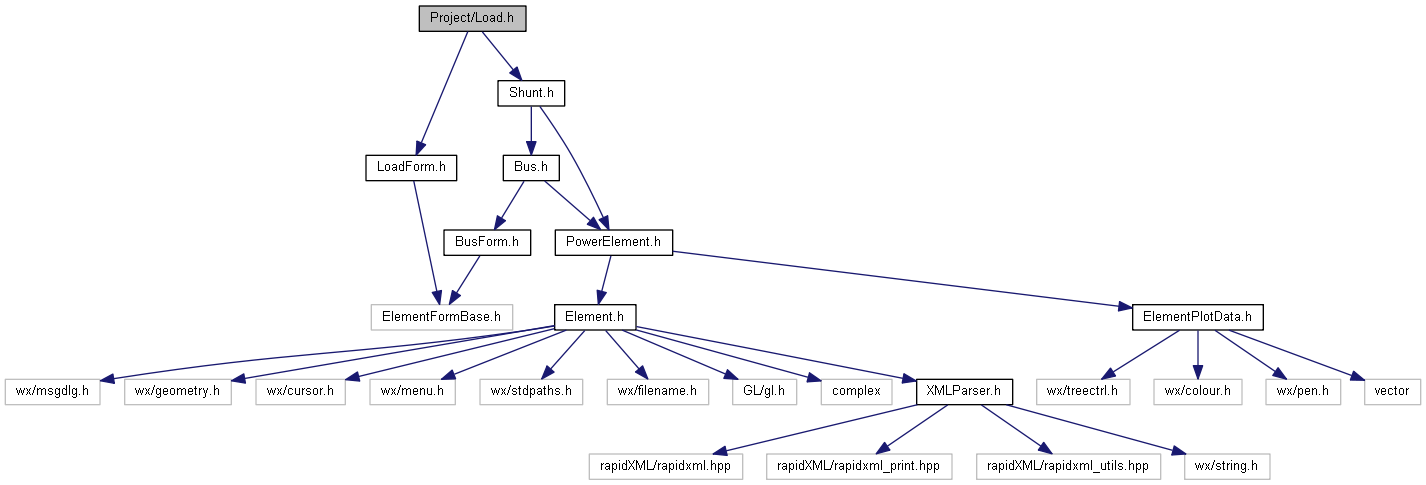 Project/Load.h
Shunt.h
LoadForm.h
Bus.h
BusForm.h
PowerElement.h
ElementFormBase.h
Element.h
ElementPlotData.h
wx/msgdlg.h
wx/geometry.h
wx/cursor.h
wx/menu.h
wx/stdpaths.h
wx/filename.h
GL/gl.h
complex
XMLParser.h
wx/treectrl.h
wx/colour.h
wx/pen.h
vector
rapidXML/rapidxml.hpp
rapidXML/rapidxml_print.hpp
rapidXML/rapidxml_utils.hpp
wx/string.h